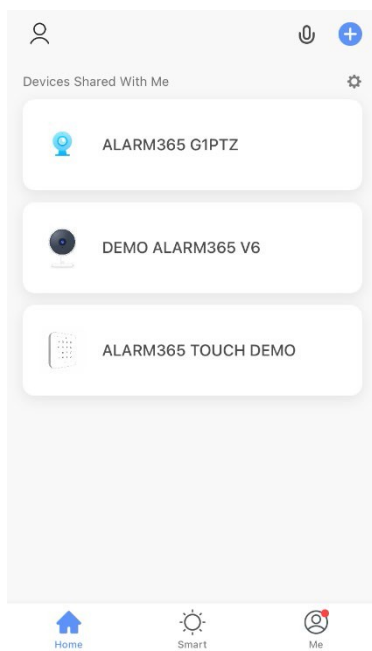 Devices Shared With Me
ALARM365 G1PTZ
DEMO ALARM365 V6
ALARM365 TOUCH DEMO
Home
Smart
Me